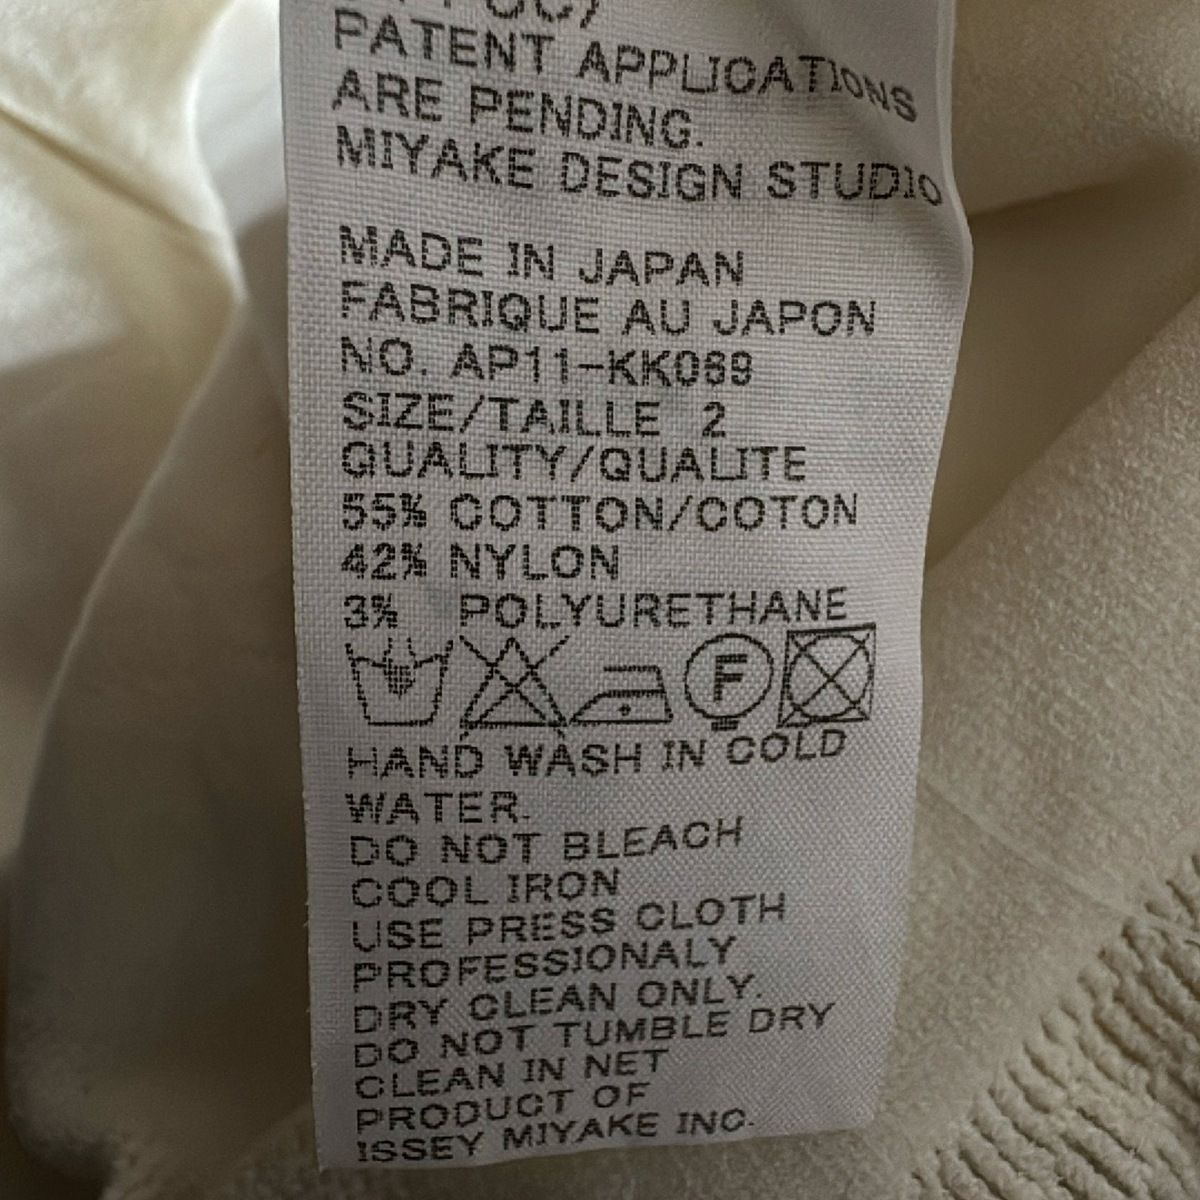 PATENT APPLICATIONS
ARE PENDING.
MIYAKE DESIGN STUDIO
MADE IN JAPAN
FABRIQUE AU JAPON
NO. AP11-KK069
SIZE/TAILLE 2
QUALITY/QUALITE
55% COTTON/COTON
42% NYLON
3% POLYURETHANE
F
HAND WASH IN COLD
WATER.
DO NOT BLEACH
COOL IRON
USE PRESS CLOTH
PROFESSIONALY
DRY CLEAN ONLY.
DO NOT TUMBLE DRY
CLEAN IN NET
PRODUCT OF
ISSEY MIYAKE INC.